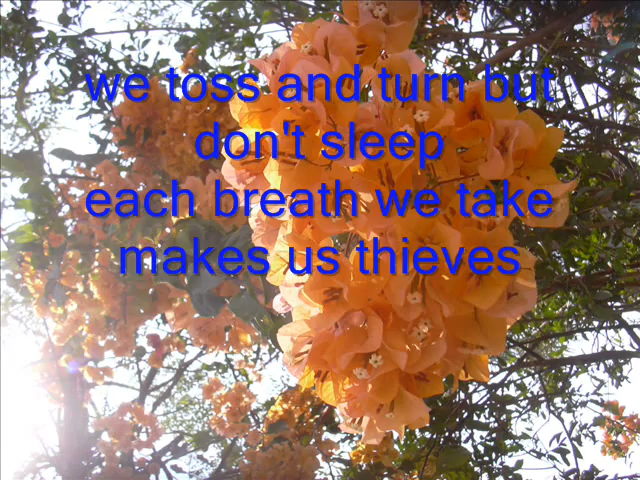 we toss and turn but
don't sleep
each breath we take
makes us thieves